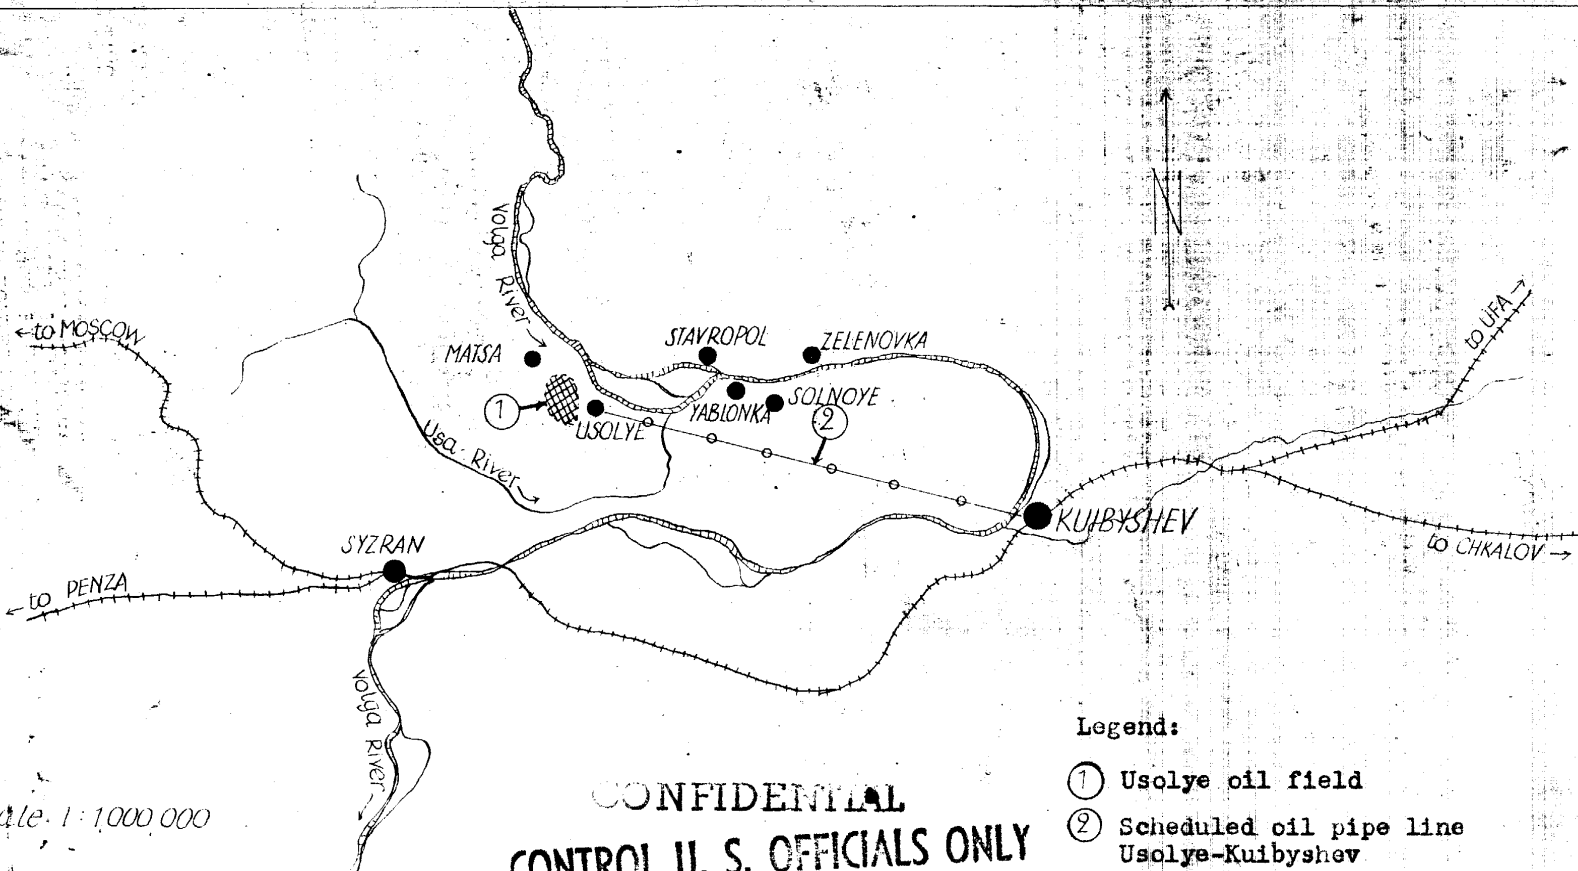 Volga River →
N
← to MOSCOW
STAVROPOL
ZELENOVKA
to UFA →
MATSA
1
SOLNOYE
YABLONKA
2
USOLYE
Usa River →
KUIBYSHEV
to CHKALOV →
SYZRAN
← to PENZA
Volga River →
Legend:
1 Usolye oil field
2 Scheduled oil pipe line
Usolye-Kuibyshev
1:1000 000
CONFIDENTIAL
CONTROL U. S. OFFICIALS ONLY